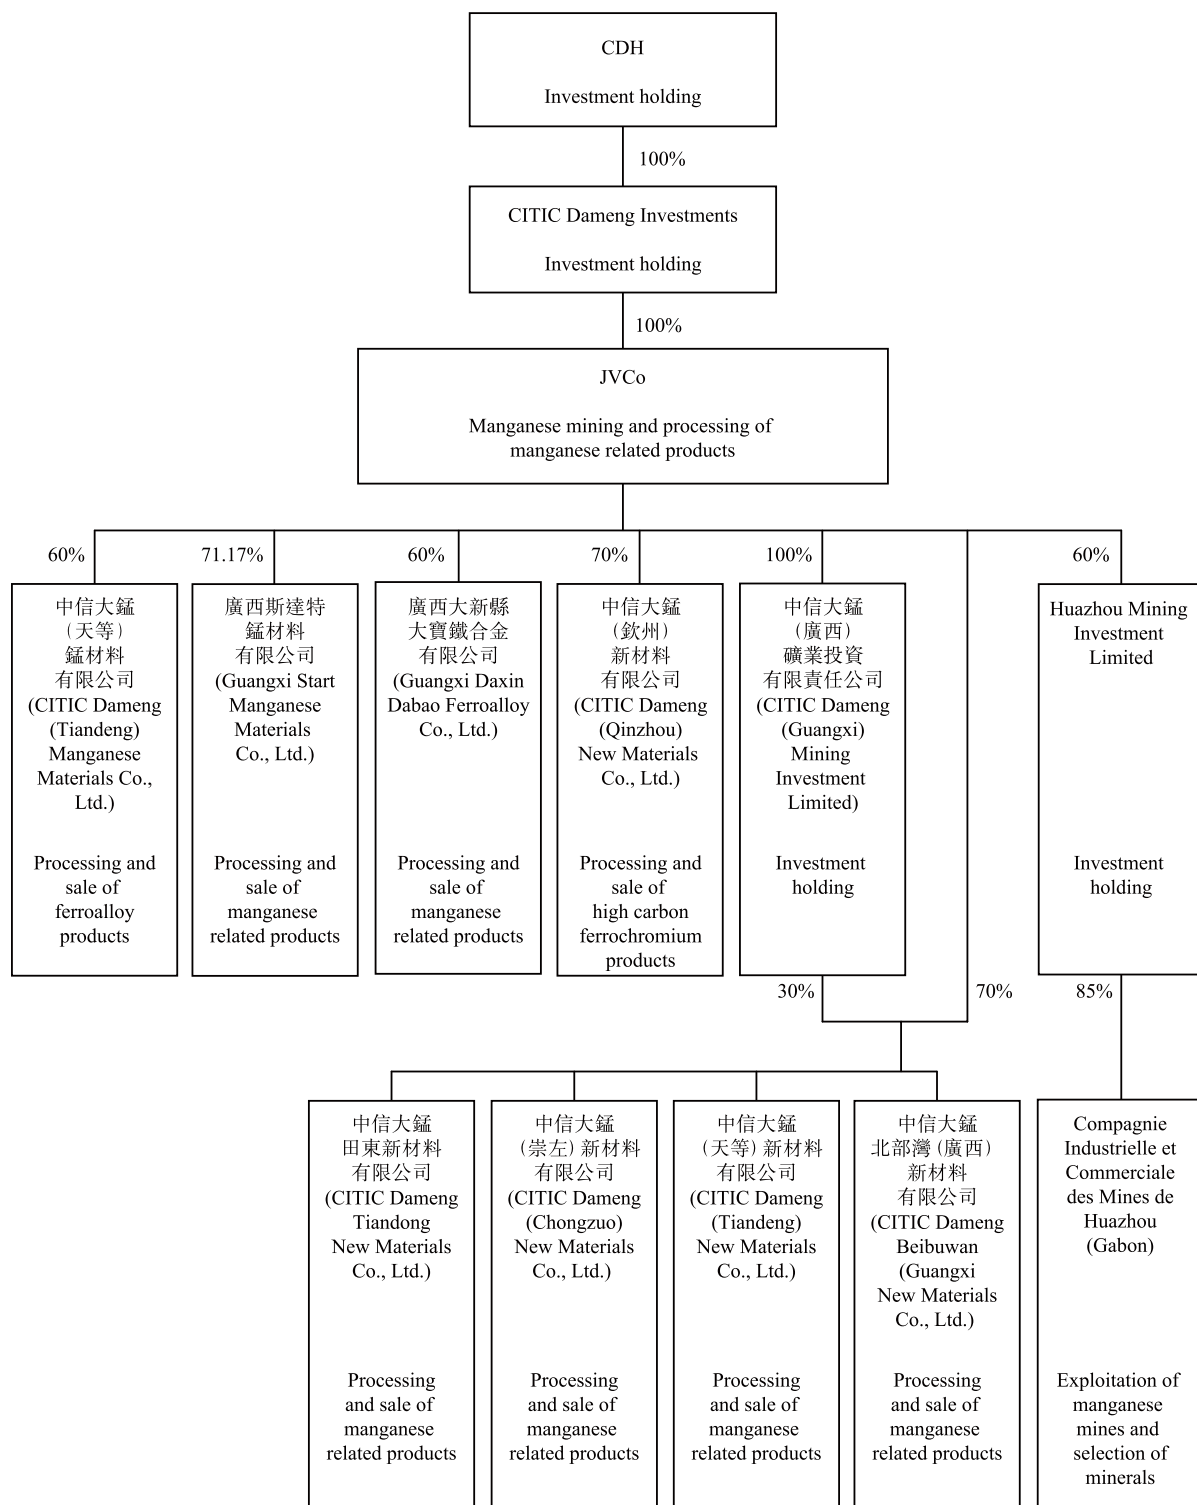 CDH
Investment holding
100%
CITIC Dameng Investments
Investment holding
100%
JVCo
Manganese mining and processing of
manganese related products
60%
71.17%
60%
70%
100%
60%
中信大錳
(天等)
錳材料
有限公司
(CITIC Dameng
(Tiandeng)
Manganese
Materials Co.,
Ltd.)
Processing and
sale of
ferroalloy
products
廣西斯達特
錳材料
有限公司
(Guangxi Start
Manganese
Materials
Co., Ltd.)
Processing and
sale of
manganese
related products
廣西大新縣
大寶鐵合金
有限公司
(Guangxi Daxin
Dabao Ferroalloy
Co., Ltd.)
Processing and
sale of
manganese
related products
中信大錳
(欽州)
新材料
有限公司
(CITIC Dameng
(Qinzhou)
New Materials
Co., Ltd.)
Processing and
sale of
high carbon
ferrochromium
products
中信大錳
(廣西)
礦業投資
有限責任公司
(CITIC Dameng
(Guangxi)
Mining
Investment
Limited)
Investment
holding
Huazhou Mining
Investment
Limited
Investment
holding
30%
70%
85%
中信大錳
田東新材料
有限公司
(CITIC Dameng
Tiandong
New Materials
Co., Ltd.)
Processing
and sale of
manganese
related products
中信大錳
(崇左)新材料
有限公司
(CITIC Dameng
(Chongzuo)
New Materials
Co., Ltd.)
Processing
and sale of
manganese
related products
中信大錳
(天等)新材料
有限公司
(CITIC Dameng
(Tiandeng)
New Materials
Co., Ltd.)
Processing
and sale of
manganese
related products
中信大錳
北部灣(廣西)
新材料
有限公司
(CITIC Dameng
Beibuwan
(Guangxi
New Materials
Co., Ltd.)
Processing
and sale of
manganese
related products
Compagnie
Industrielle et
Commerciale
des Mines de
Huazhou
(Gabon)
Exploitation of
manganese
mines and
selection of
minerals